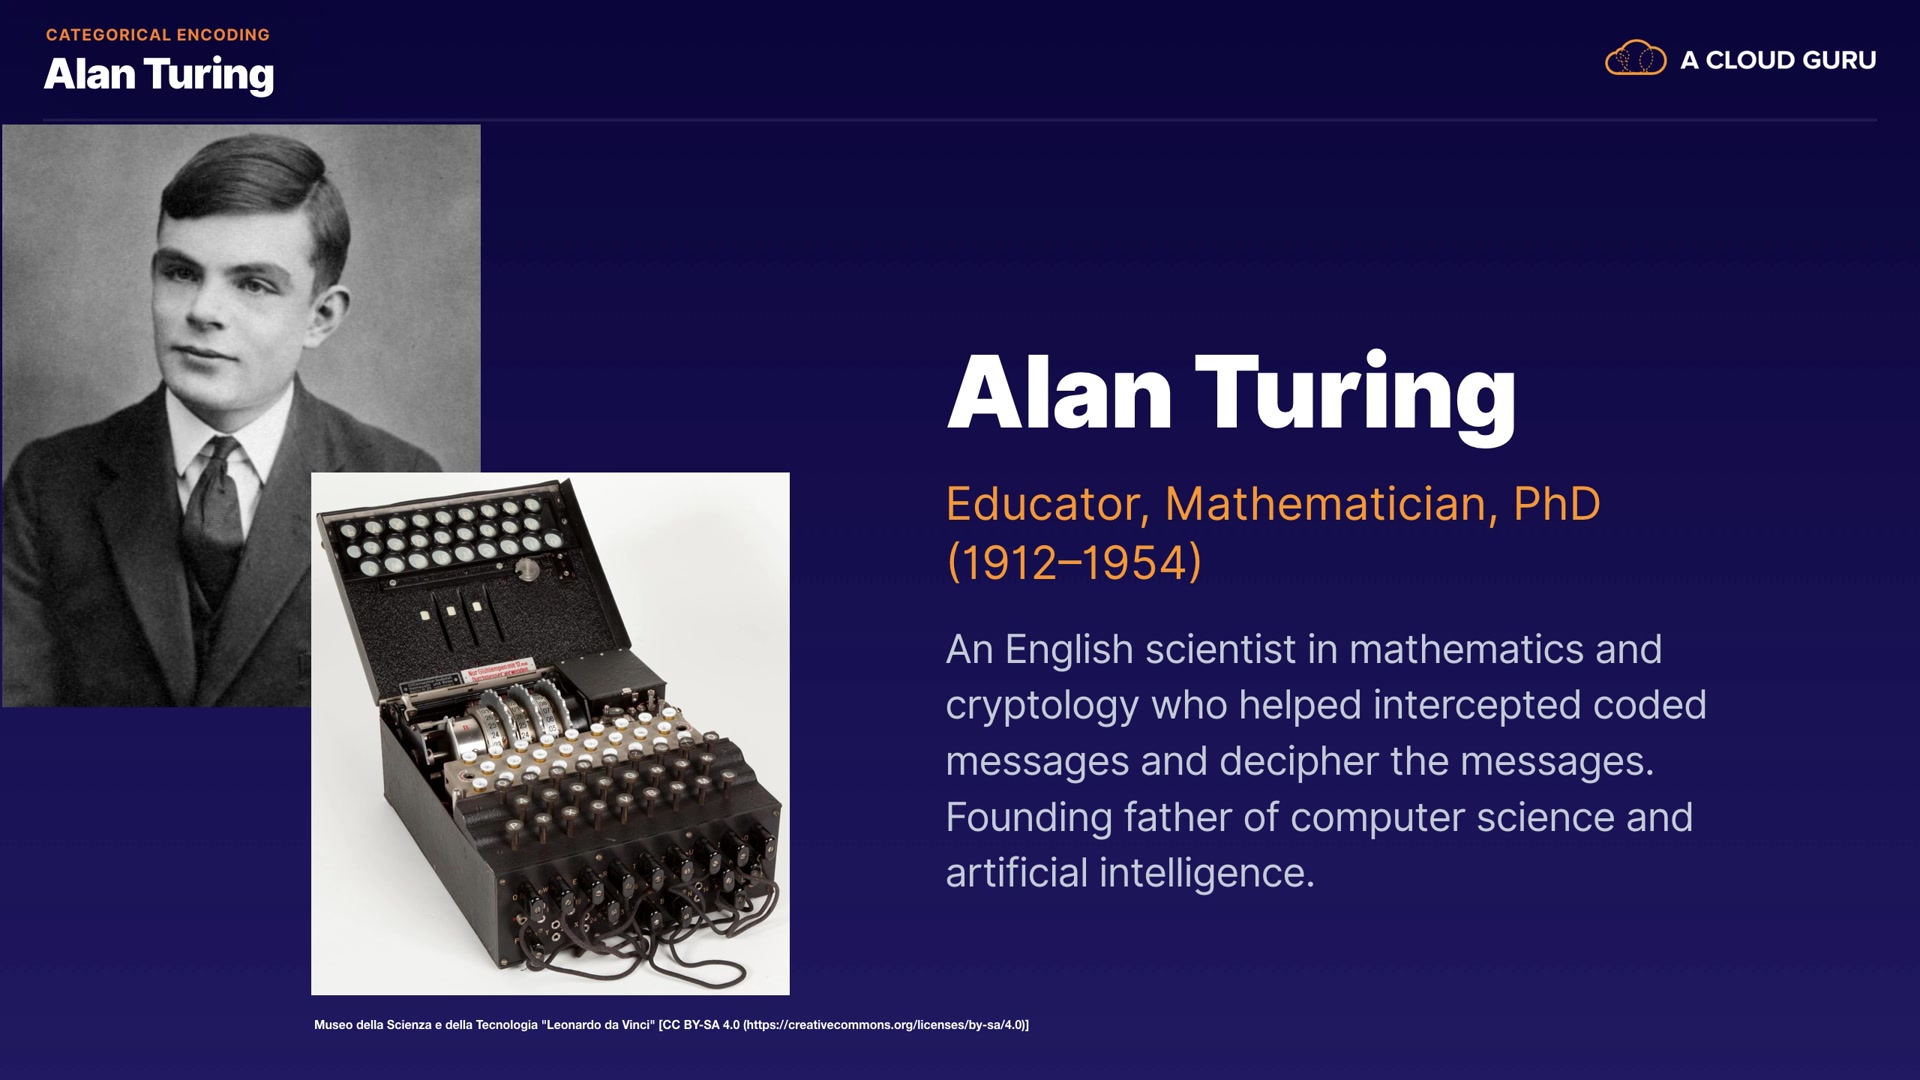 CATEGORICAL ENCODING
Alan Turing
A CLOUD GURU
Alan Turing
Educator, Mathematician, PhD
(1912–1954)
An English scientist in mathematics and
cryptology who helped intercepted coded
messages and decipher the messages.
Founding father of computer science and
artificial intelligence.
Museo della Scienza e della Tecnologia "Leonardo da Vinci" [CC BY-SA 4.0 (https://creativecommons.org/licenses/by-sa/4.0)]